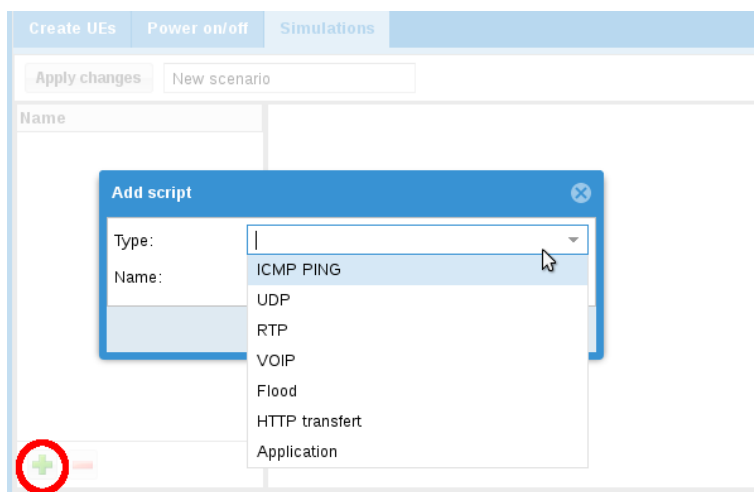 Create UEs Power on/off Simulations
Apply changes New scenario
Name
Add script
Type:
Name:
ICMP PING
UDP
RTP
VOIP
Flood
HTTP transfert
Application